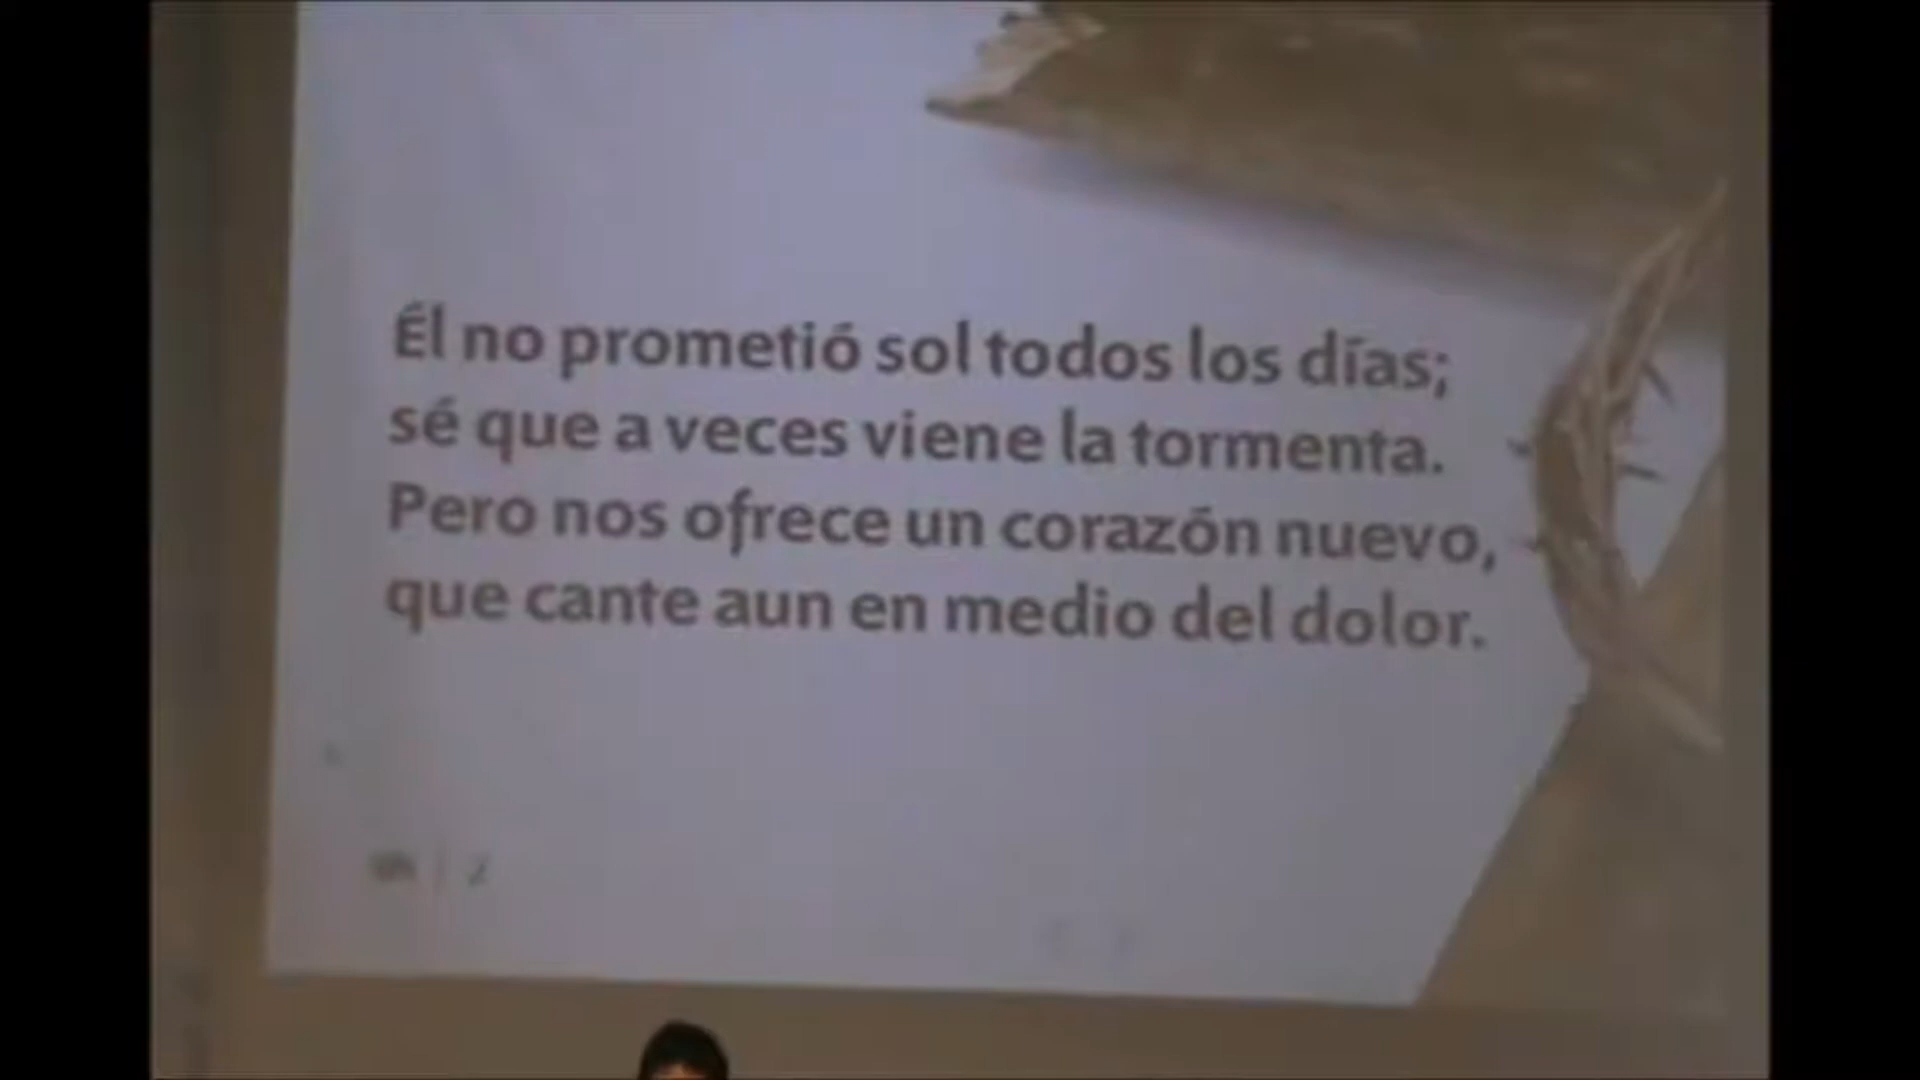 Él no prometió sol todos los días;
sé que a veces viene la tormenta.
Pero nos ofrece un corazón nuevo,
que cante aun en medio del dolor.
2